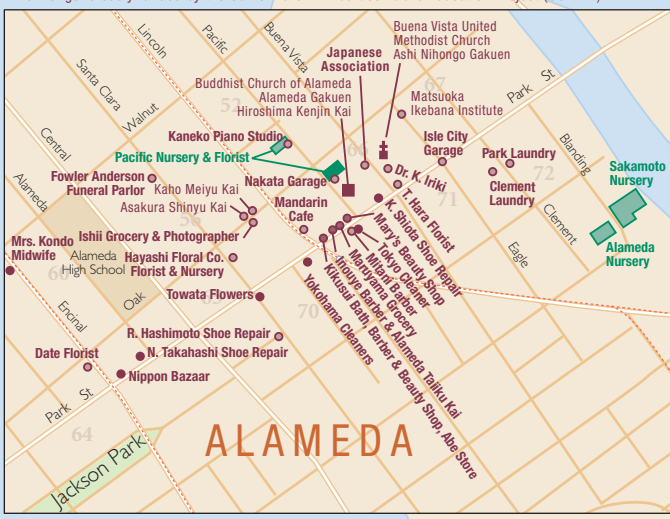 Lincoln
Pacific
Buena Vista
Santa Clara
Walnut
Central
Alameda
Encinal
Oak
Park St
Park St
Blanding
Clement
Eagle
52
67
66
71
72
56
60
69
70
64
Buena Vista United
Methodist Church
Ashi Nihongo Gakuen
Japanese
Association
Buddhist Church of Alameda
Alameda Gakuen
Hiroshima Kenjin Kai
Matsuoka
Ikebana Institute
Kaneko Piano Studio
Pacific Nursery & Florist
Isle City
Garage
Park Laundry
Clement
Laundry
Sakamoto
Nursery
Alameda
Nursery
Fowler Anderson
Funeral Parlor
Kaho Meiyu Kai
Asakura Shinyu Kai
Nakata Garage
Mandarin
Cafe
Dr. K. Iriki
T. Hara Florist
K. Shiota Shoe Repair
Mary's Beauty Shop
Tokyo Cleaner
Mitani Barber
Maruyama Grocery
Inouye Barber & Alameda Taliku Kai
Kikusui Bath, Barber & Beauty Shop, Abe Store
Yokohama Cleaners
Ishii Grocery & Photographer
Mrs. Kondo
Midwife
Alameda
High School
Hayashi Floral Co.
Florist & Nursery
Towata Flowers
R. Hashimoto Shoe Repair
N. Takahashi Shoe Repair
Date Florist
Nippon Bazaar
ALAMEDA
Jackson Park